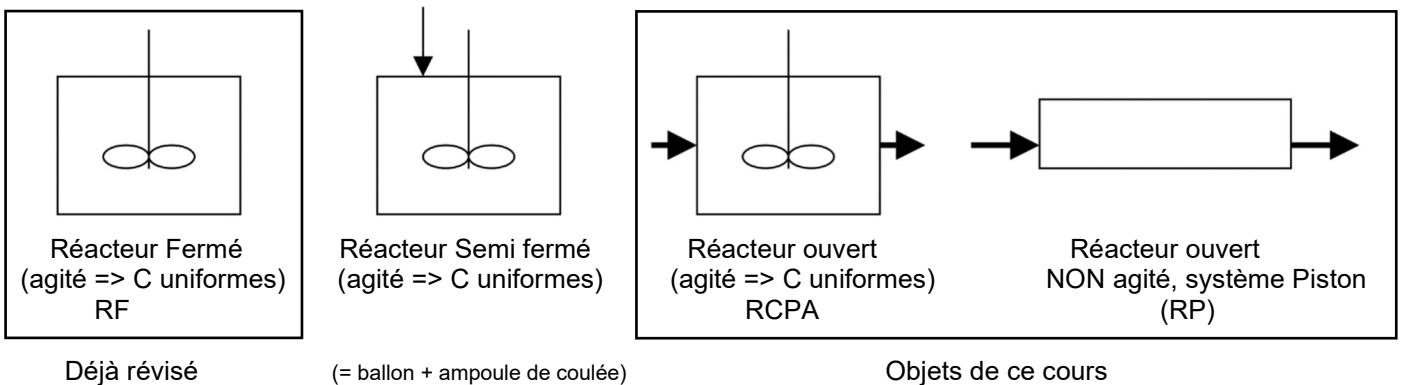 Réacteur Fermé
(agité => C uniformes)
RF
Réacteur Semi fermé
(agité => C uniformes)
Réacteur ouvert
(agité => C uniformes)
RCPA
Réacteur ouvert
NON agité, système Piston
(RP)
Déjà révisé
(= ballon + ampoule de coulée)
Objets de ce cours